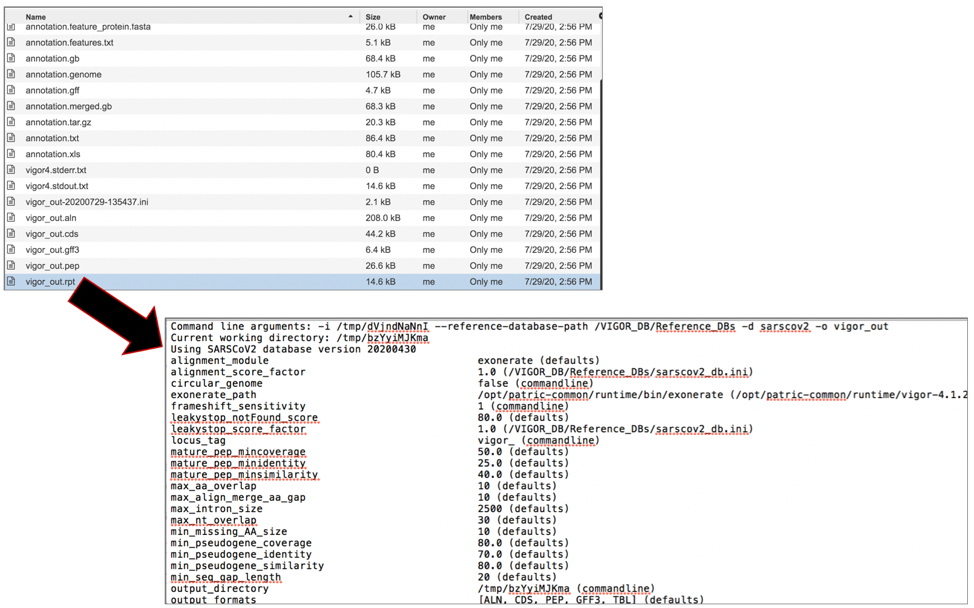 Name Size Owner Members Created
annotation.feature_protein.fasta 26.0 kB me Only me 7/29/20, 2:56 PM
annotation.features.txt 5.1 kB me Only me 7/29/20, 2:56 PM
annotation.gb 68.4 kB me Only me 7/29/20, 2:56 PM
annotation.genome 105.7 kB me Only me 7/29/20, 2:56 PM
annotation.gff 4.7 kB me Only me 7/29/20, 2:56 PM
annotation.merged.gb 68.3 kB me Only me 7/29/20, 2:56 PM
annotation.tar.gz 20.3 kB me Only me 7/29/20, 2:56 PM
annotation.txt 86.4 kB me Only me 7/29/20, 2:56 PM
annotation.xls 80.4 kB me Only me 7/29/20, 2:56 PM
vigor4.stderr.txt 0 B me Only me 7/29/20, 2:56 PM
vigor4.stdout.txt 14.6 kB me Only me 7/29/20, 2:56 PM
vigor_out-20200729-135437.ini 2.1 kB me Only me 7/29/20, 2:56 PM
vigor_out.aln 208.0 kB me Only me 7/29/20, 2:56 PM
vigor_out.cds 44.2 kB me Only me 7/29/20, 2:56 PM
vigor_out.gff3 6.4 kB me Only me 7/29/20, 2:56 PM
vigor_out.pep 26.6 kB me Only me 7/29/20, 2:56 PM
vigor_out.rpt 14.6 kB me Only me 7/29/20, 2:56 PM
Command line arguments: -i /tmp/dVjndNaNnI --reference-database-path /VIGOR_DB/Reference_DBs -d sarscov2 -o vigor_out
Current working directory: /tmp/bzYyiMJKma
Using SARSCoV2 database version 20200430
alignment_module exonerate (defaults)
alignment_score_factor 1.0 (/VIGOR_DB/Reference_DBs/sarscov2_db.ini)
circular_genome false (commandline)
exonerate_path /opt/patric-common/runtime/bin/exonerate (/opt/patric-common/runtime/vigor-4.1.2
frameshift_sensitivity 1 (commandline)
leakystop_notFound_score 80.0 (defaults)
leakystop_score_factor 1.0 (/VIGOR_DB/Reference_DBs/sarscov2_db.ini)
locus_tag vigor_ (commandline)
mature_pep_mincoverage 50.0 (defaults)
mature_pep_minidentity 25.0 (defaults)
mature_pep_minsimilarity 40.0 (defaults)
max_aa_overlap 10 (defaults)
max_align_merge_aa_gap 10 (defaults)
max_intron_size 2500 (defaults)
max_nt_overlap 30 (defaults)
min_missing_AA_size 10 (defaults)
min_pseudogene_coverage 80.0 (defaults)
min_pseudogene_identity 70.0 (defaults)
min_pseudogene_similarity 80.0 (defaults)
min_seq_gap_length 20 (defaults)
output_directory /tmp/bzYyiMJKma (commandline)
output_formats [ALN, CDS, PEP, GFF3, TBL] (defaults)